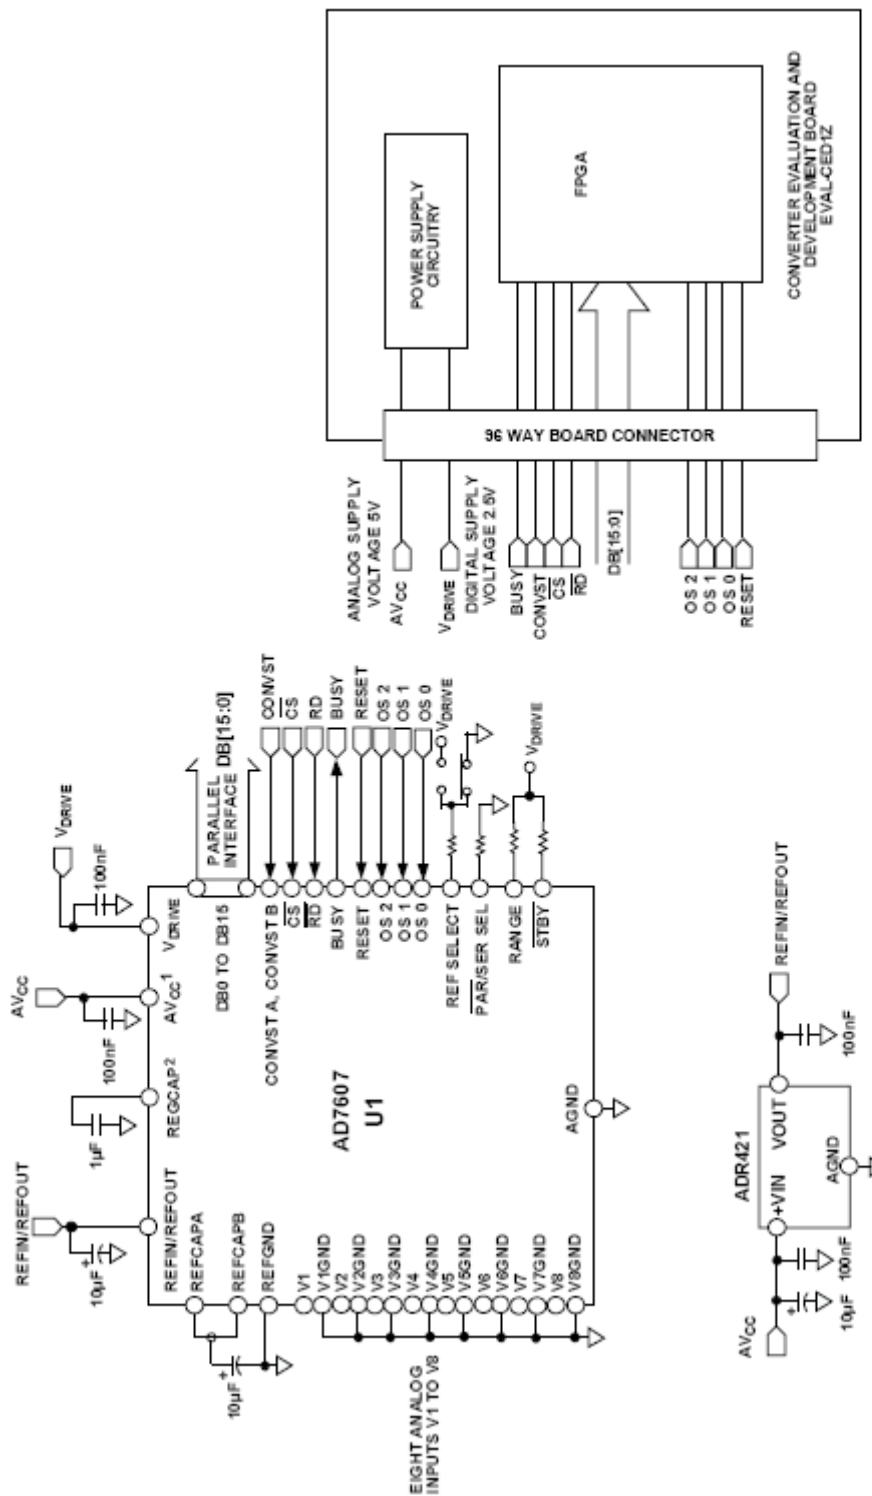 REFIN/REFOUT
10µF
+
1µF
AVCC
100nF
VDRIVE
100nF
REFIN/REFOUT
REGCAP2
AVCC1
VDRIVE
REFCAPA
REFCAPB
REFGND
10µF
+
V1
V1GND
V2
V2GND
V3
V3GND
V4
V4GND
V5
V5GND
V6
V6GND
V7
V7GND
V8
V8GND
EIGHT ANALOG
INPUTS V1 TO V8
AD7607
U1
AGND
DB0 TO DB15
CONVST A, CONVST B
CS
RD
BUSY
RESET
OS 2
OS 1
OS 0
REF SELECT
PAR/SER SEL
RANGE
STBY
PARALLEL
INTERFACE
DB[15:0]
CONVST
CS
RD
BUSY
RESET
OS 2
OS 1
OS 0
VDRIVE
VDRIVE
ANALOG SUPPLY
VOLTAGE 5V
AVCC
VDRIVE
DIGITAL SUPPLY
VOLTAGE 2.5V
BUSY
CONVST
CS
RD
DB[15:0]
OS 2
OS 1
OS 0
RESET
96 WAY BOARD CONNECTOR
POWER SUPPLY
CIRCUITRY
FPGA
CONVERTER EVALUATION AND
DEVELOPMENT BOARD
EVAL-CED1Z
AVCC
+
10µF
100nF
ADR421
+VIN
VOUT
AGND
100nF
REFIN/REFOUT